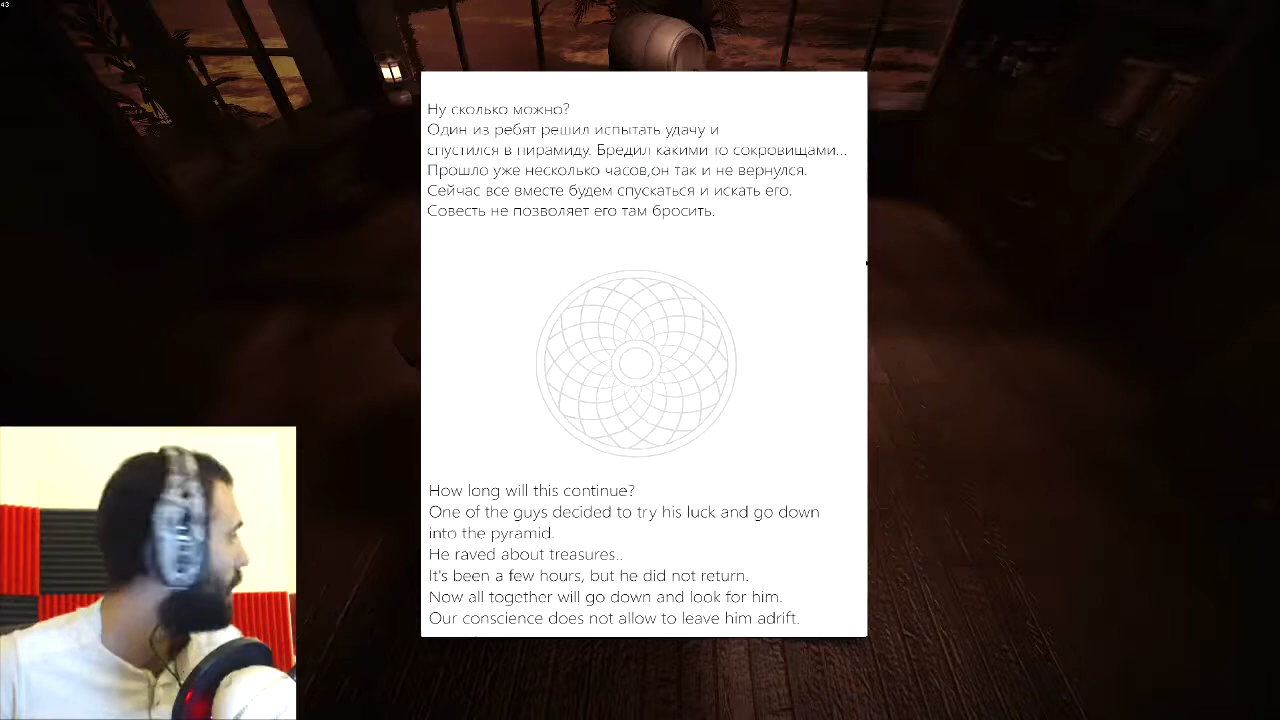 43
Ну сколько можно?
Один из ребят решил испытать удачу и
спустился в пирамиду. Бредил какими то сокровищами...
Прошло уже несколько часов,он так и не вернулся.
Сейчас все вместе будем спускаться и искать его.
Совесть не позволяет его там бросить.
How long will this continue?
One of the guys decided to try his luck and go down
into the pyramid.
He raved about treasures..
It's been a few hours, but he did not return.
Now all together will go down and look for him.
Our conscience does not allow to leave him adrift.